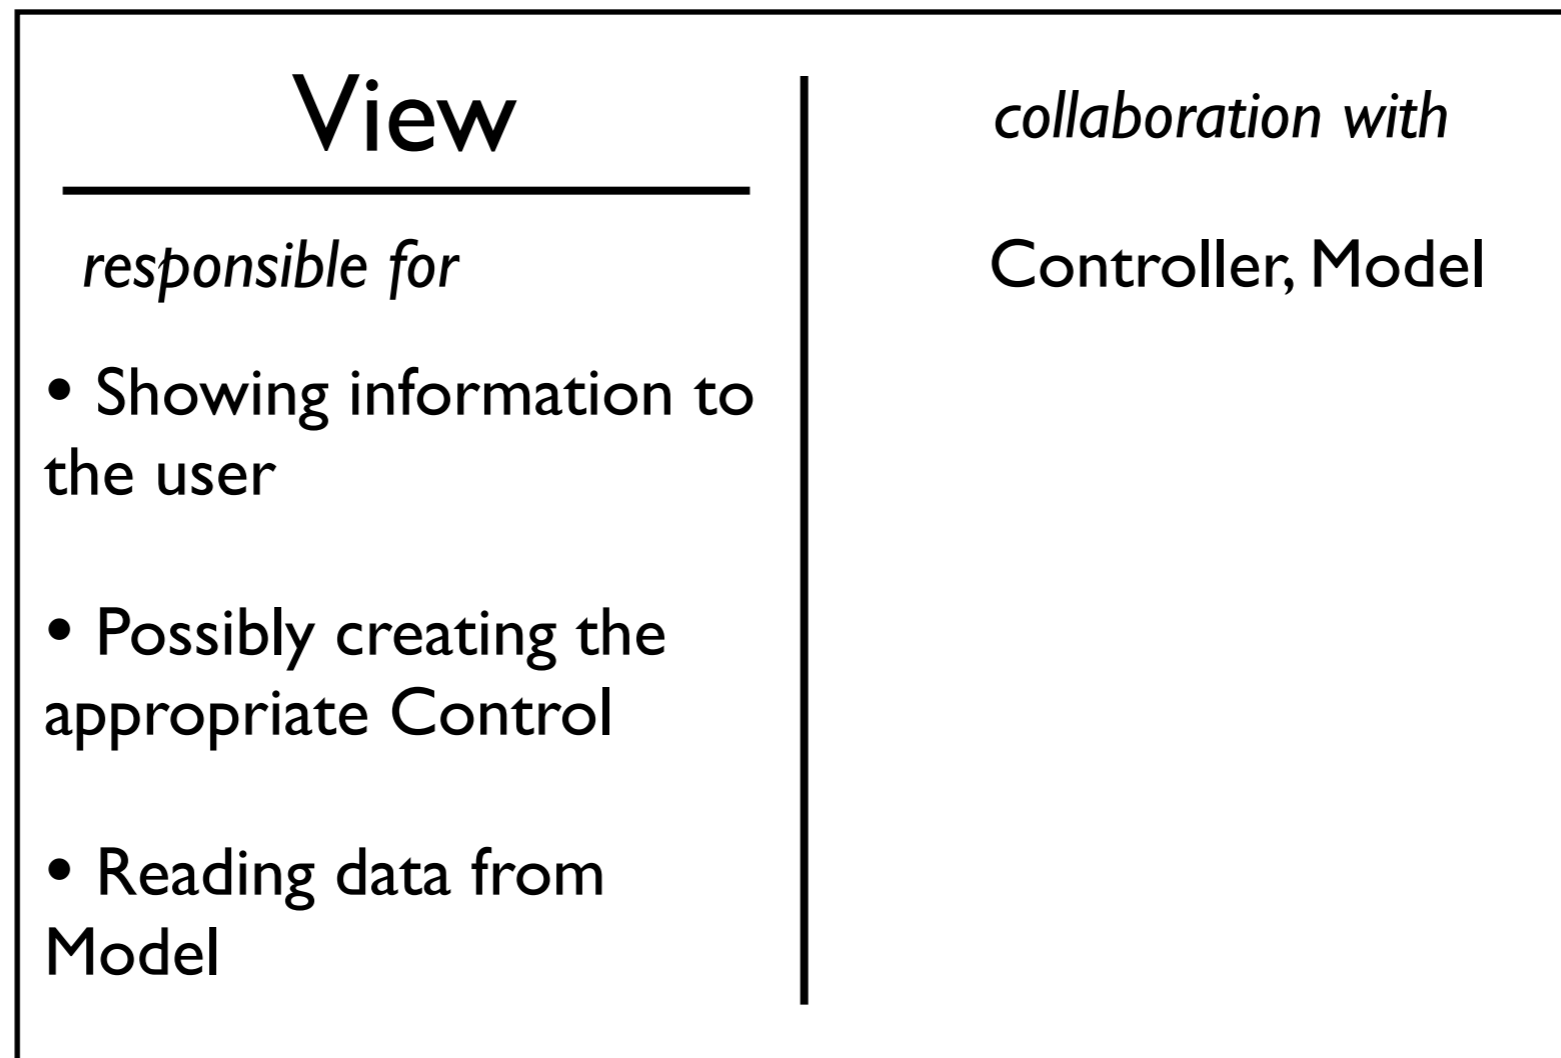 View
responsible for
• Showing information to
the user
• Possibly creating the
appropriate Control
• Reading data from
Model
collaboration with
Controller, Model